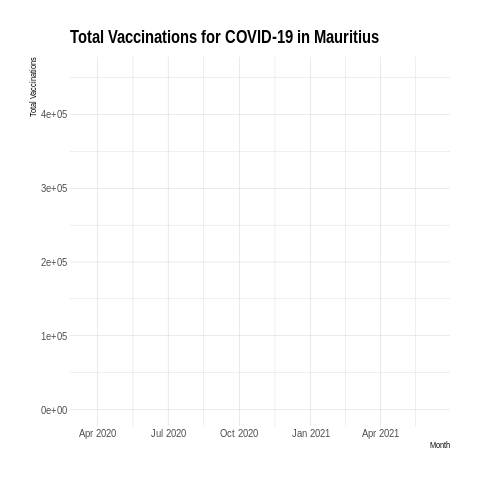 Total Vaccinations for COVID-19 in Mauritius
Total Vaccinations
4e+05
3e+05
2e+05
1e+05
0e+00
Apr 2020 Jul 2020 Oct 2020 Jan 2021 Apr 2021
Month